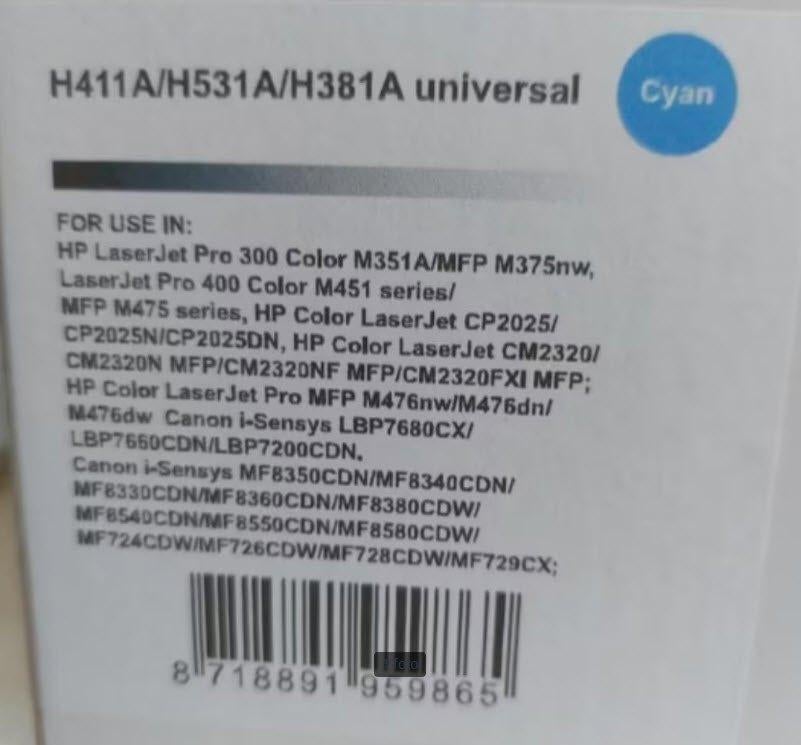 H411A/H531A/H381A universal
Cyan
FOR USE IN:
HP LaserJet Pro 300 Color M351A/MFP M375nw,
LaserJet Pro 400 Color M451 series/
MFP M475 series, HP Color LaserJet CP2025/
CP2025N/CP2025DN, HP Color LaserJet CM2320/
CM2320N MFP/CM2320NF MFP/CM2320FXI MFP;
HP Color LaserJet Pro MFP M476nw/M476dn/
M476dw Canon i-Sensys LBP7680CX/
LBP7660CDN/LBP7200CDN.
Canon i-Sensys MF8350CDN/MF8340CDN/
MF8330CDN/MF8360CDN/MF8380CDW/
MF8540CDN/MF8550CDN/MF8580CDW/
MF724CDW/MF726CDW/MF728CDW/MF729CX;
8 718891 959865